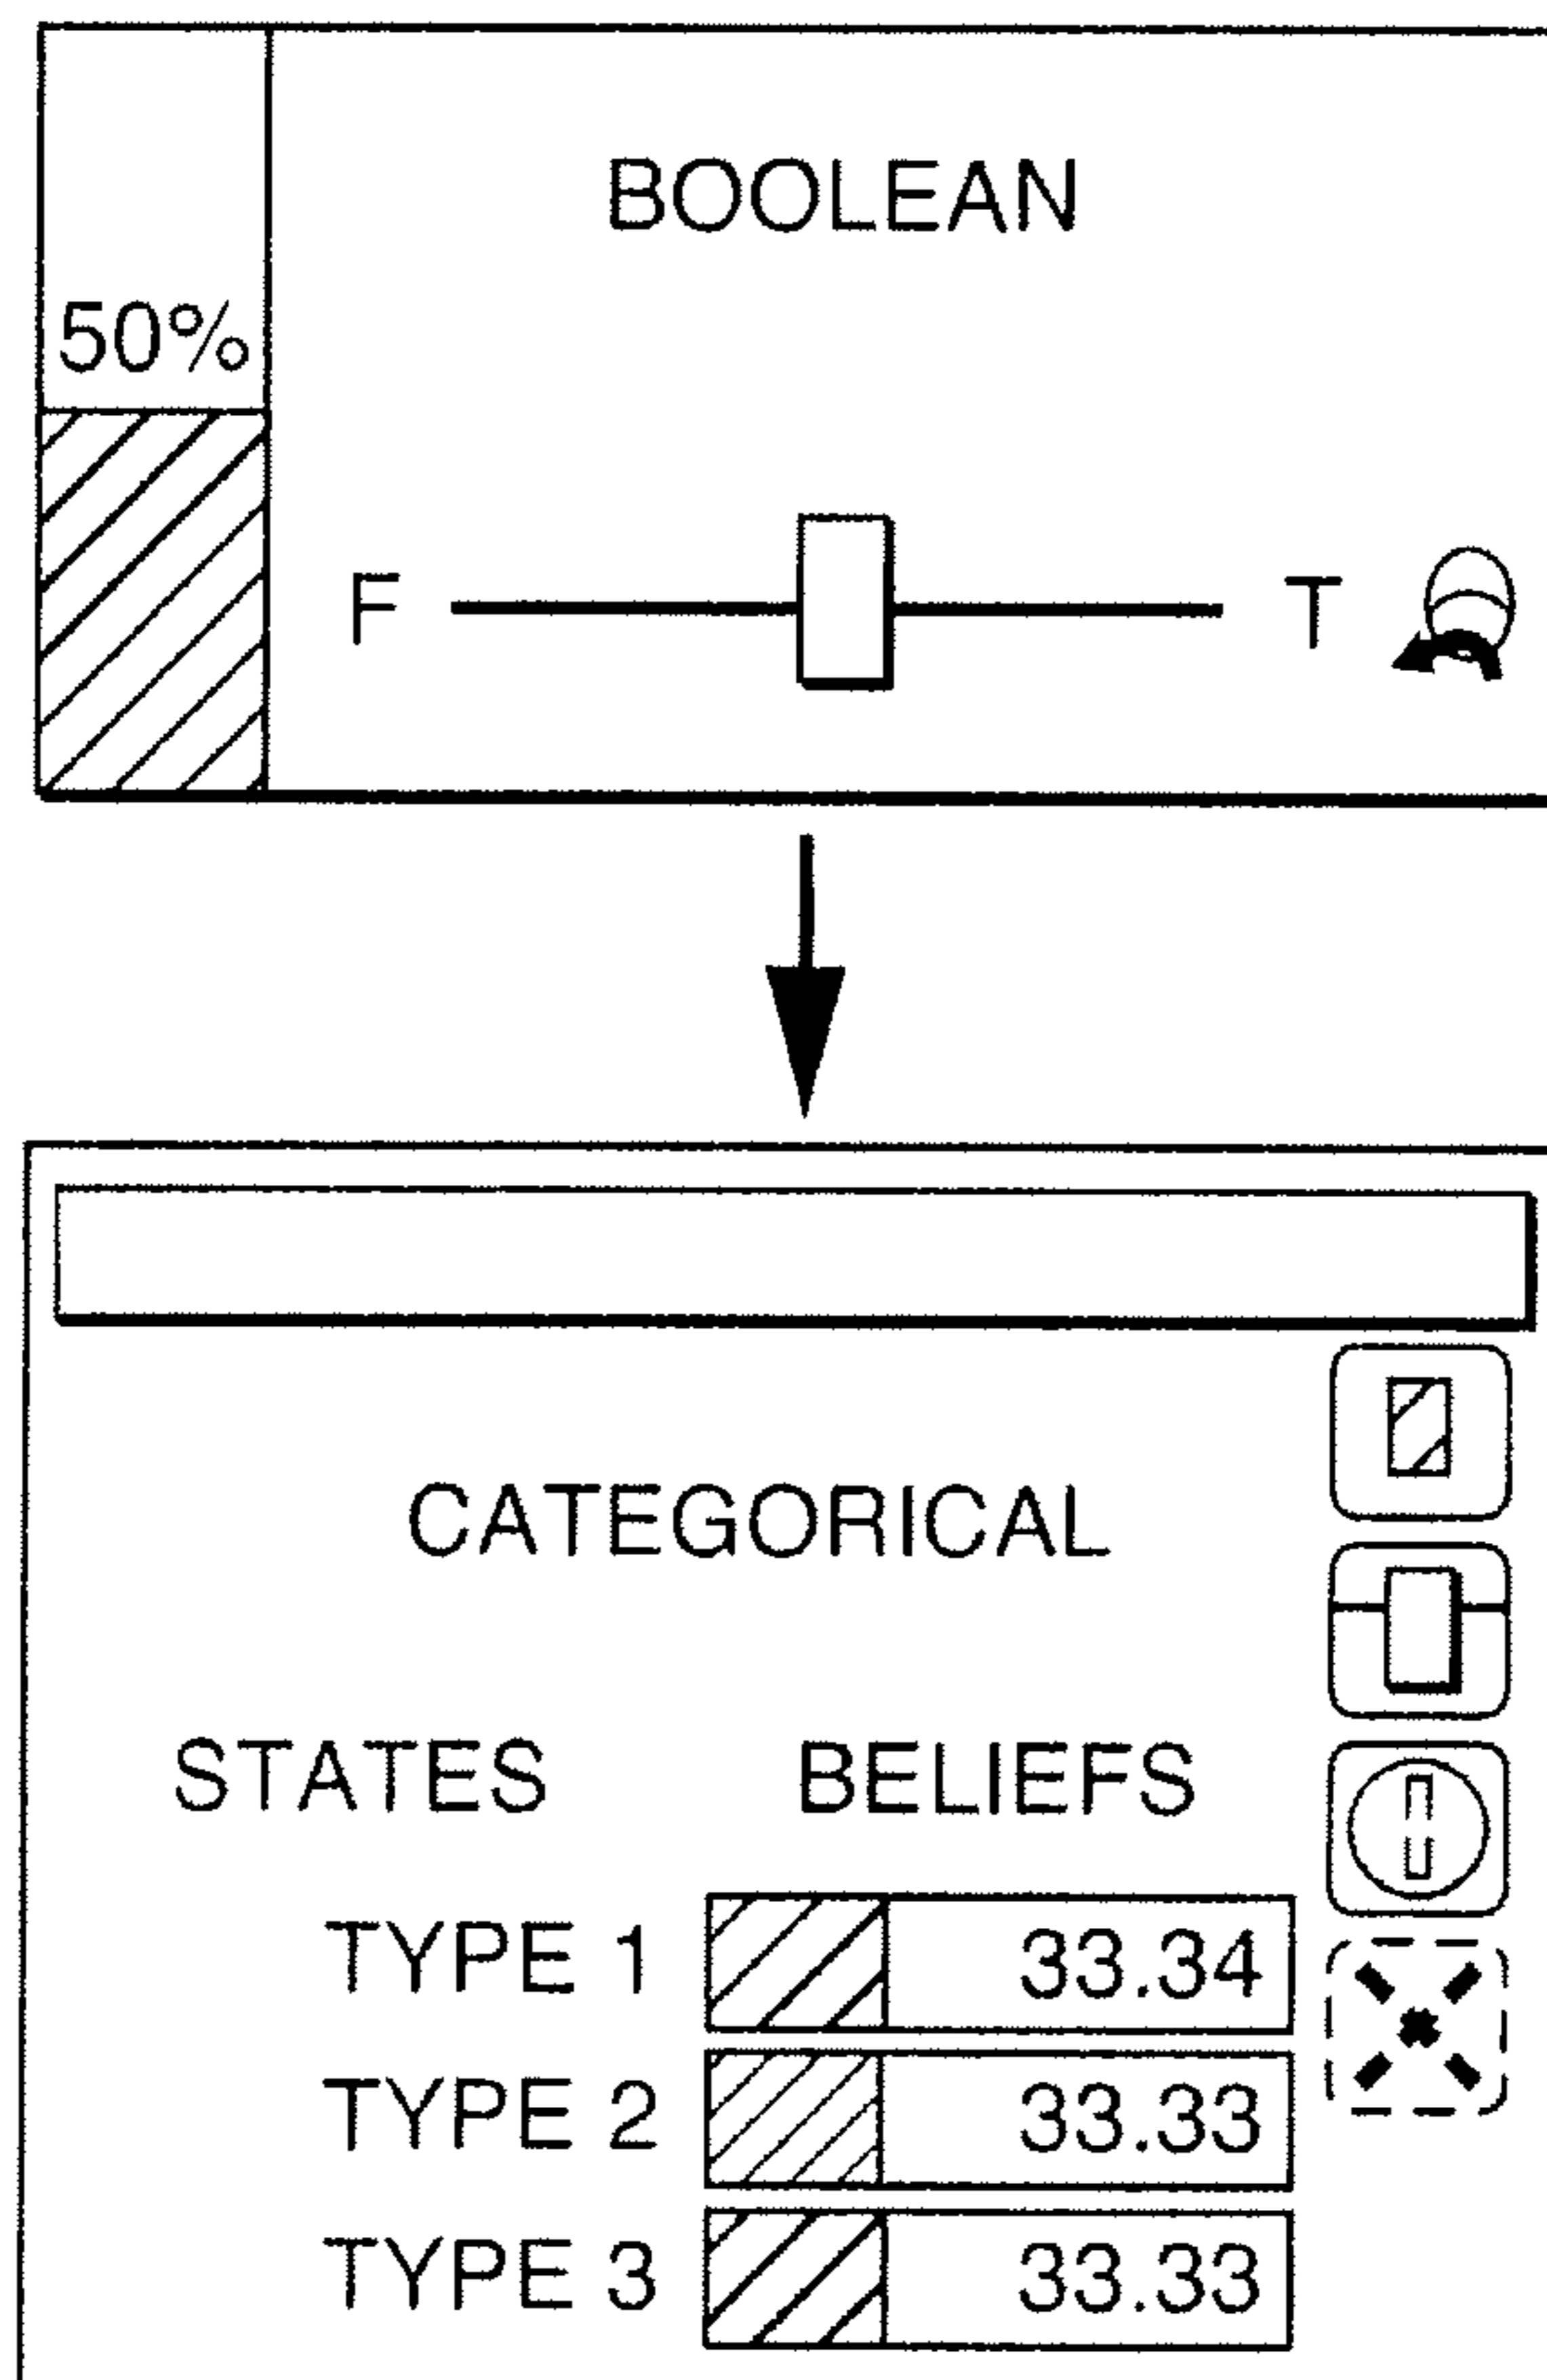 BOOLEAN
50%
F T
CATEGORICAL
STATES BELIEFS
TYPE 1 33.34
TYPE 2 33.33
TYPE 3 33.33